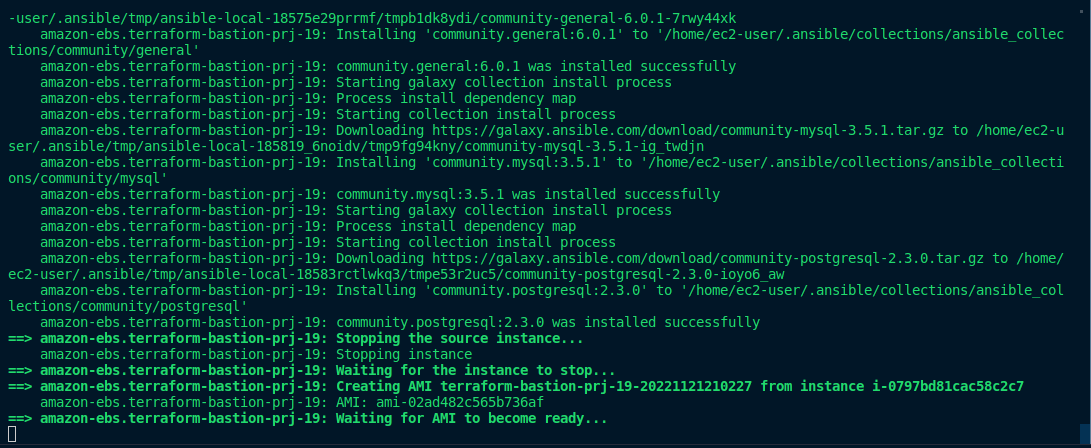 -user/.ansible/tmp/ansible-local-18575e29prrmf/tmpb1dk8ydi/community-general-6.0.1-7rwy44xk
    amazon-ebs.terraform-bastion-prj-19: Installing 'community.general:6.0.1' to '/home/ec2-user/.ansible/collections/ansible_collec
tions/community/general'
    amazon-ebs.terraform-bastion-prj-19: community.general:6.0.1 was installed successfully
    amazon-ebs.terraform-bastion-prj-19: Starting galaxy collection install process
    amazon-ebs.terraform-bastion-prj-19: Process install dependency map
    amazon-ebs.terraform-bastion-prj-19: Starting collection install process
    amazon-ebs.terraform-bastion-prj-19: Downloading https://galaxy.ansible.com/download/community-mysql-3.5.1.tar.gz to /home/ec2-u
ser/.ansible/tmp/ansible-local-185819_6noidv/tmp9fg94kny/community-mysql-3.5.1-ig_twdjn
    amazon-ebs.terraform-bastion-prj-19: Installing 'community.mysql:3.5.1' to '/home/ec2-user/.ansible/collections/ansible_collecti
ons/community/mysql'
    amazon-ebs.terraform-bastion-prj-19: community.mysql:3.5.1 was installed successfully
    amazon-ebs.terraform-bastion-prj-19: Starting galaxy collection install process
    amazon-ebs.terraform-bastion-prj-19: Process install dependency map
    amazon-ebs.terraform-bastion-prj-19: Starting collection install process
    amazon-ebs.terraform-bastion-prj-19: Downloading https://galaxy.ansible.com/download/community-postgresql-2.3.0.tar.gz to /home/
ec2-user/.ansible/tmp/ansible-local-18583rctlwkq3/tmpe53r2uc5/community-postgresql-2.3.0-ioyo6_aw
    amazon-ebs.terraform-bastion-prj-19: Installing 'community.postgresql:2.3.0' to '/home/ec2-user/.ansible/collections/ansible_col
lections/community/postgresql'
    amazon-ebs.terraform-bastion-prj-19: community.postgresql:2.3.0 was installed successfully
==> amazon-ebs.terraform-bastion-prj-19: Stopping the source instance...
    amazon-ebs.terraform-bastion-prj-19: Stopping instance
==> amazon-ebs.terraform-bastion-prj-19: Waiting for the instance to stop...
==> amazon-ebs.terraform-bastion-prj-19: Creating AMI terraform-bastion-prj-19-20221121210227 from instance i-0797bd81cac58c2c7
    amazon-ebs.terraform-bastion-prj-19: AMI: ami-02ad482c565b736af
==> amazon-ebs.terraform-bastion-prj-19: Waiting for AMI to become ready...